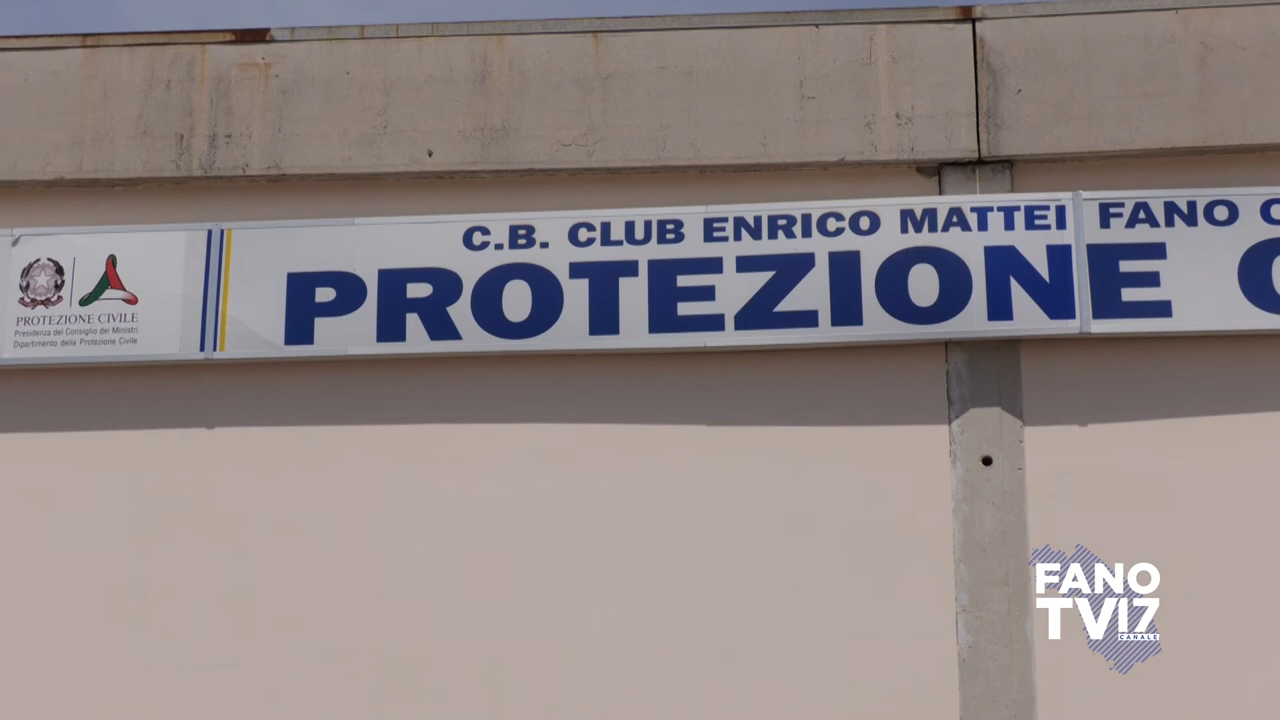 C.B. CLUB ENRICO MATTEI FANO
PROTEZIONE C
PROTEZIONE CIVILE
Presidenza del Consiglio dei Ministri
Dipartimento della Protezione Civile
FANO
TV17
CANALE